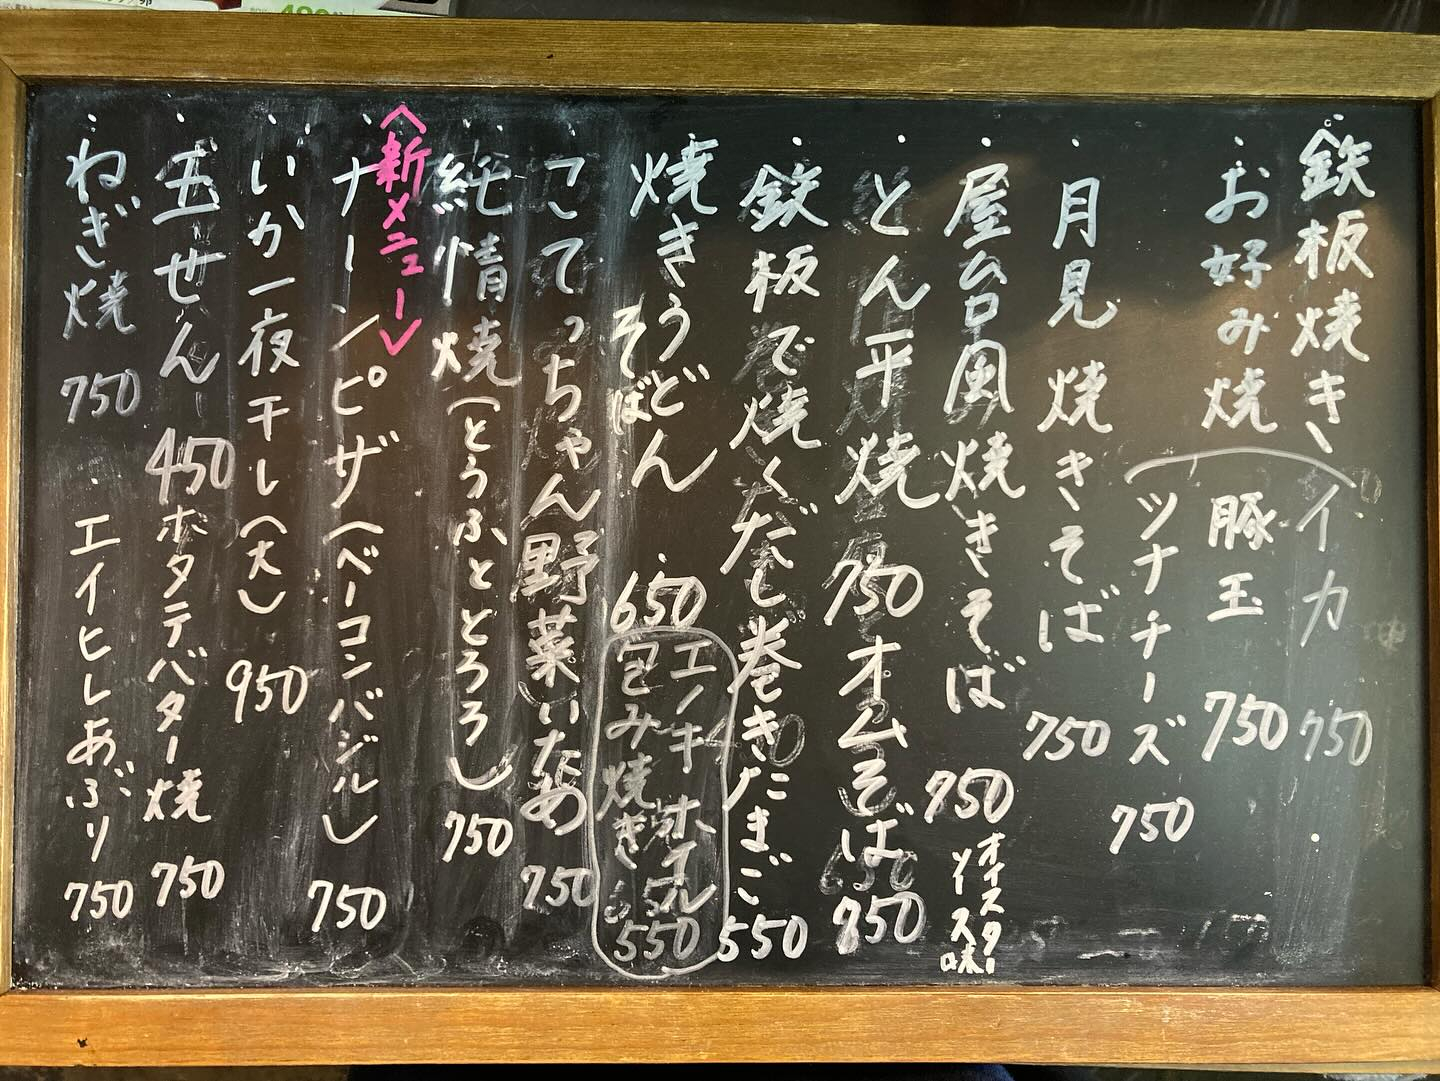 ・鉄板焼き、イカ 750
・お好み焼(豚玉 750
ツナチーズ 750
・月見焼きそば 750
・屋台風焼きそば 750
オイスターソース味
・とん平焼 750
オムそば 850
・鉄板で焼くだし巻きたまご 550
・焼きうどん
そば
650
エノキホイル
包み焼き
550
・こてっちゃん野菜いため 750
・純情焼(とうふととろろ) 750
〈新メニュー〉
・ナーンピザ(ベーコンバジル) 750
・いか一夜干し(大) 950
・玉せん 450
ホタテバター焼 750
・ねぎ焼 750
・エイヒレあぶり 750